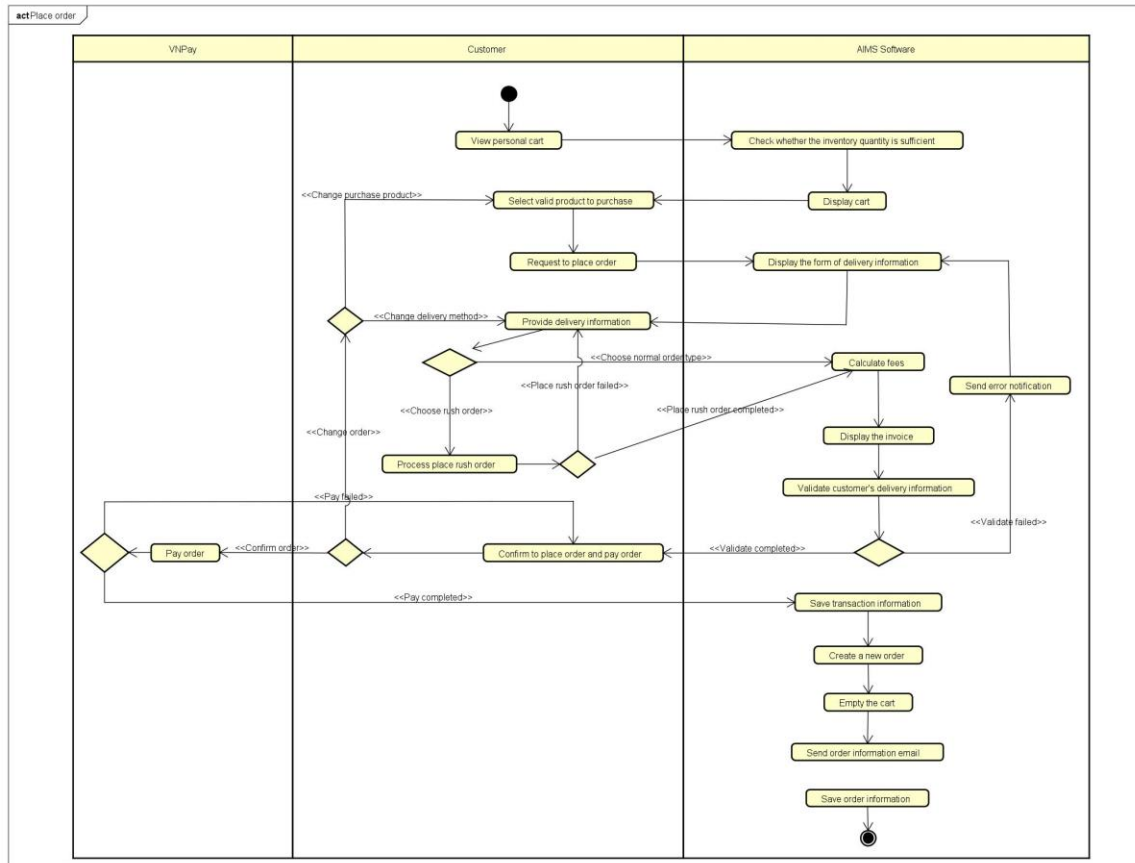 act Place order
VNPay
Customer
AIMS Software
View personal cart
Check whether the inventory quantity is sufficient
<<Change purchase product>>
Select valid product to purchase
Display cart
Request to place order
Display the form of delivery information
<<Change delivery method>>
Provide delivery information
<<Choose normal order type>>
Calculate fees
<<Place rush order failed>>
Send error notification
<<Choose rush order>>
<<Place rush order completed>>
<<Change order>>
Display the invoice
Process place rush order
Validate customer's delivery information
<<Pay failed>>
<<Validate failed>>
Pay order
<<Confirm order>>
Confirm to place order and pay order
<<Validate completed>>
<<Pay completed>>
Save transaction information
Create a new order
Empty the cart
Send order information email
Save order information